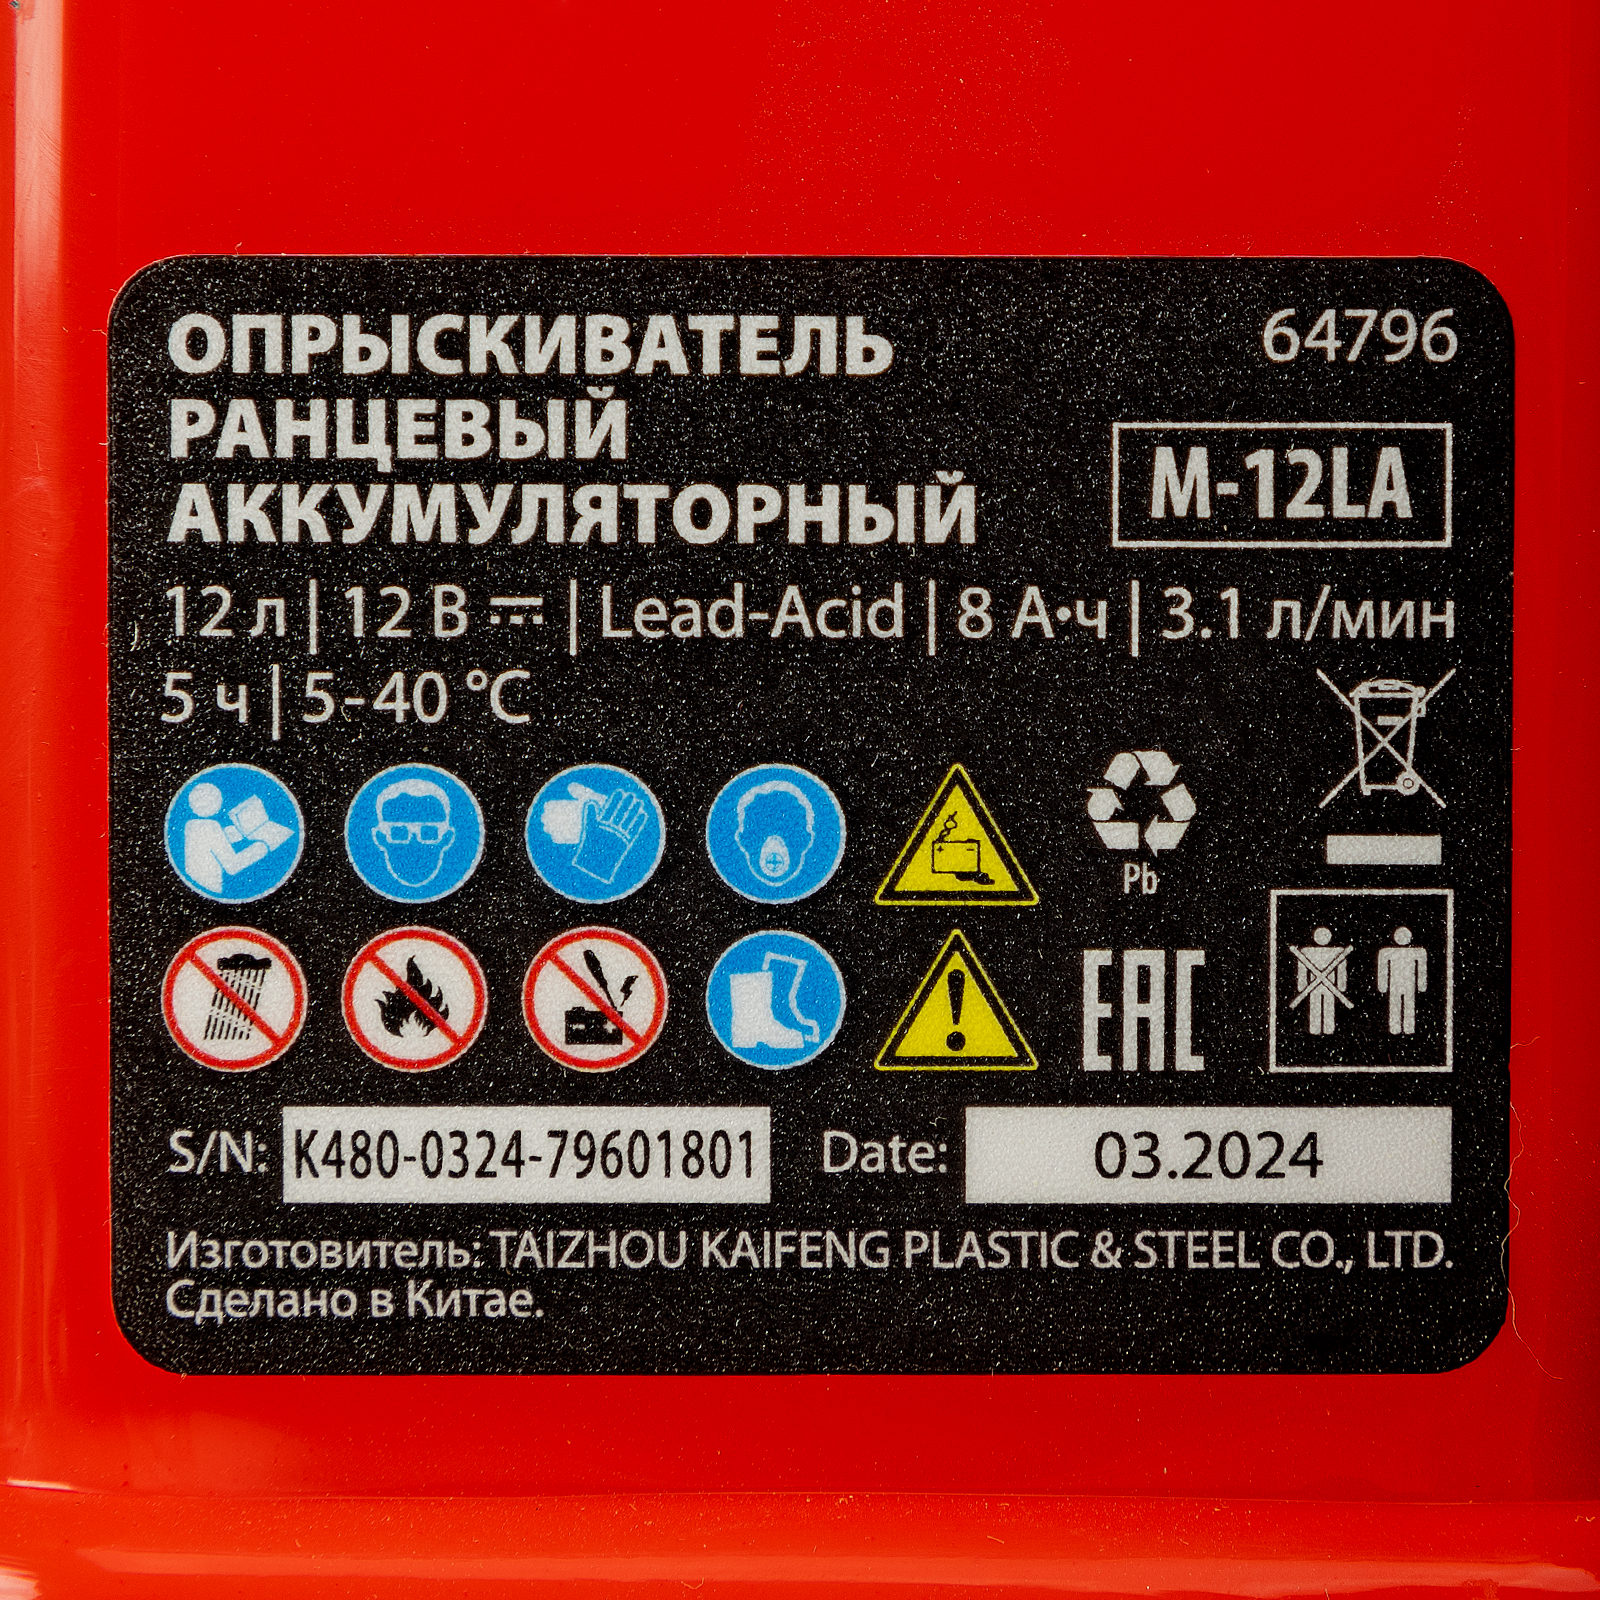 ОПРЫСКИВАТЕЛЬ
РАНЦЕВЫЙ
АККУМУЛЯТОРНЫЙ
64796
M-12LA
12 л | 12 В ⎓ | Lead-Acid | 8 А•ч | 3.1 л/мин
5 ч | 5-40 °C
Pb
EAC
S/N: K480-0324-79601801 Date: 03.2024
Изготовитель: TAIZHOU KAIFENG PLASTIC & STEEL CO., LTD.
Сделано в Китае.